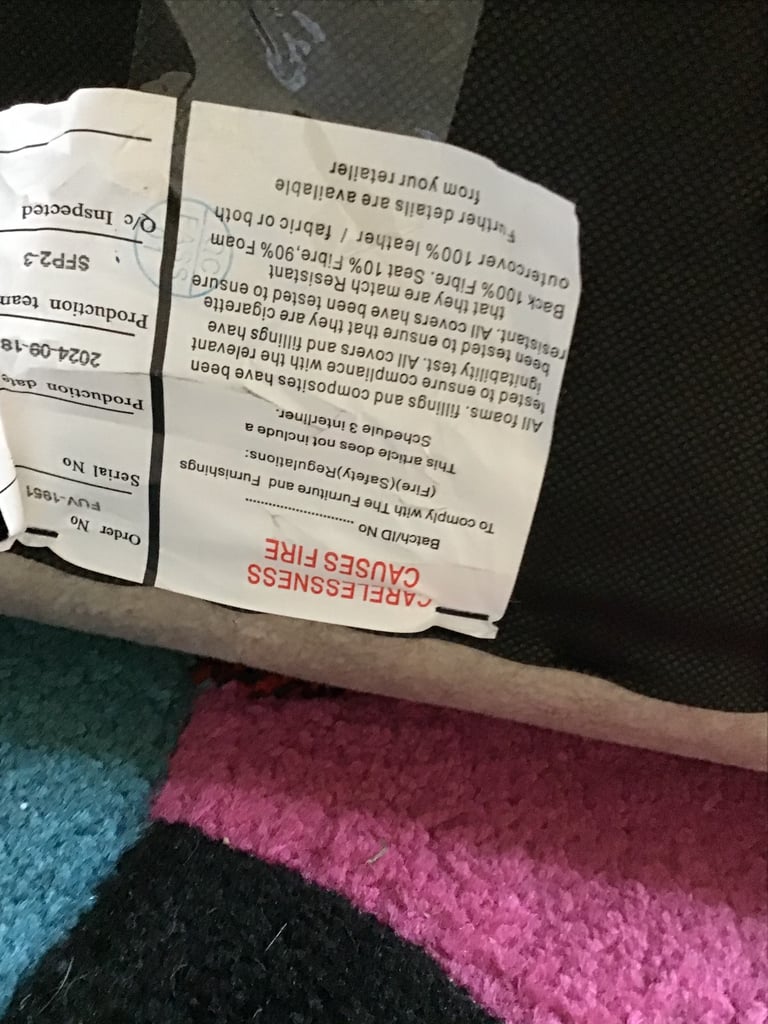 CARELESSNESS
CAUSES FIRE
Batch/ID NO ..............................
To comply with The Furniture and Furnishings
(Fire)(Safety)(Regulations:
This article does not include a
Schedule 3 interliner.
All foams. fillings and composites have been
tested to ensure compliance with the relevant
ignitability test. All covers and fillings have
been tested to ensure that they are cigarette
resistant. All covers have been tested to ensure
that they are match Resistant
Back 100% Fibre. Seat 10% Fibre,90% Foam
outercover 100% leather / fabric or both
Further details are available
from your retailer
Order No
FUV-1951
Serial No
Production date
2024-09-18
Production team
SFP2-3
Q/c Inspected
QC
PASS